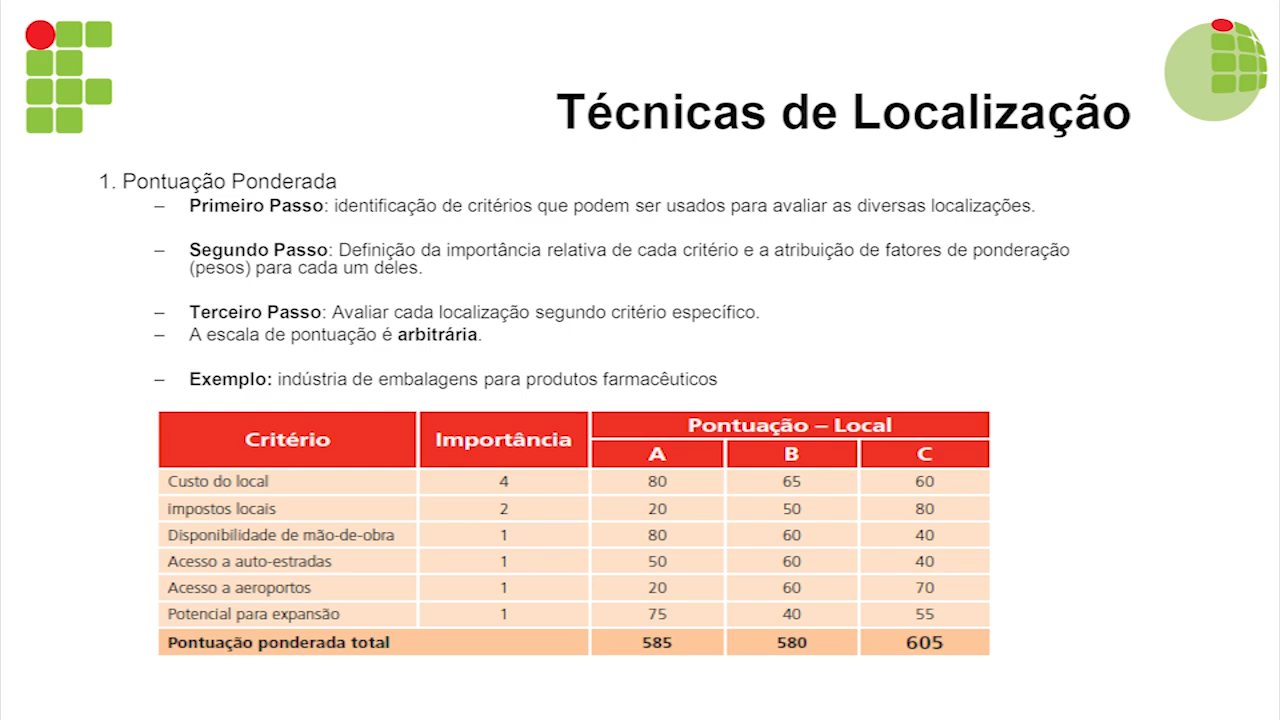 Técnicas de Localização
1. Pontuação Ponderada
– Primeiro Passo: identificação de critérios que podem ser usados para avaliar as diversas localizações.
– Segundo Passo: Definição da importância relativa de cada critério e a atribuição de fatores de ponderação
(pesos) para cada um deles.
– Terceiro Passo: Avaliar cada localização segundo critério específico.
– A escala de pontuação é arbitrária.
– Exemplo: indústria de embalagens para produtos farmacêuticos
Critério Importância Pontuação – Local
A B C
Custo do local 4 80 65 60
impostos locais 2 20 50 80
Disponibilidade de mão-de-obra 1 80 60 40
Acesso a auto-estradas 1 50 60 40
Acesso a aeroportos 1 20 60 70
Potencial para expansão 1 75 40 55
Pontuação ponderada total 585 580 605